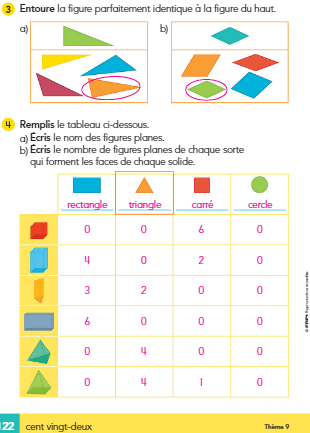 3 Entoure la figure parfaitement identique à la figure du haut.
a)
b)
4 Remplis le tableau ci-dessous.
a) Écris le nom des figures planes.
b) Écris le nombre de figures planes de chaque sorte
qui forment les faces de chaque solide.
rectangle triangle carré cercle
0 0 6 0
4 0 2 0
3 2 0 0
6 0 0 0
0 4 0 0
0 4 1 0
122 cent vingt-deux Thème 9